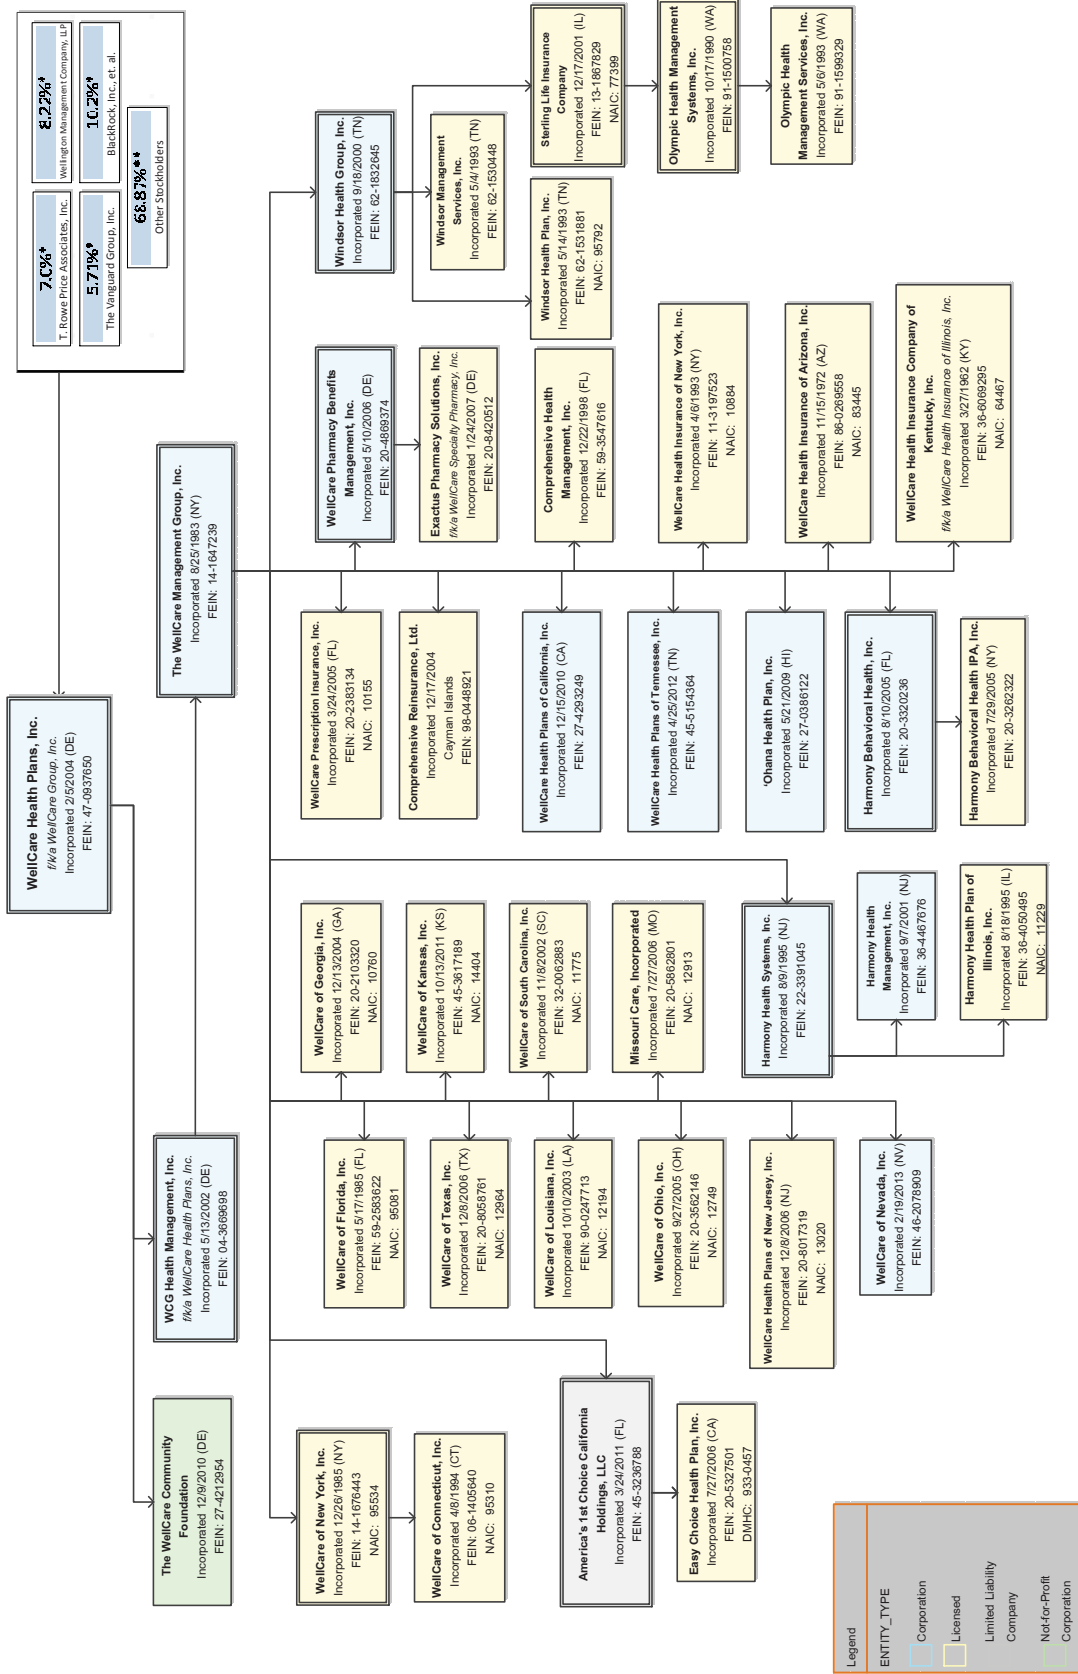 7.0%*
T. Rowe Price Associates, Inc.
8.22%*
Wellington Management Company, LLP
5.71%*
The Vanguard Group, Inc.
10.2%*
BlackRock, Inc., et. al.
68.87%**
Other Stockholders
WellCare Health Plans, Inc.
f/k/a WellCare Group, Inc.
Incorporated 2/5/2004 (DE)
FEIN: 47-0937650
The WellCare Community
Foundation
Incorporated 12/9/2010 (DE)
FEIN: 27-4212954
WCG Health Management, Inc.
f/k/a WellCare Health Plans, Inc.
Incorporated 5/13/2002 (DE)
FEIN: 04-3669698
The WellCare Management Group, Inc.
Incorporated 8/25/1983 (NY)
FEIN: 14-1647239
WellCare of New York, Inc.
Incorporated 12/26/1985 (NY)
FEIN: 14-1676443
NAIC: 95534
WellCare of Connecticut, Inc.
Incorporated 4/8/1994 (CT)
FEIN: 06-1405640
NAIC: 95310
America's 1st Choice California
Holdings, LLC
Incorporated 3/24/2011 (FL)
FEIN: 45-3236788
Easy Choice Health Plan, Inc.
Incorporated 7/27/2006 (CA)
FEIN: 20-5327501
DMHC: 933-0457
WellCare of Florida, Inc.
Incorporated 5/17/1985 (FL)
FEIN: 59-2583622
NAIC: 95081
WellCare of Texas, Inc.
Incorporated 12/8/2006 (TX)
FEIN: 20-8058761
NAIC: 12964
WellCare of Louisiana, Inc.
Incorporated 10/10/2003 (LA)
FEIN: 90-0247713
NAIC: 12194
WellCare of Ohio, Inc.
Incorporated 9/27/2005 (OH)
FEIN: 20-3562146
NAIC: 12749
WellCare Health Plans of New Jersey, Inc.
Incorporated 12/8/2006 (NJ)
FEIN: 20-8017319
NAIC: 13020
WellCare of Nevada, Inc.
Incorporated 2/19/2013 (NV)
FEIN: 46-2078909
WellCare of Georgia, Inc.
Incorporated 12/13/2004 (GA)
FEIN: 20-2103320
NAIC: 10760
WellCare of Kansas, Inc.
Incorporated 10/13/2011 (KS)
FEIN: 45-3617189
NAIC: 14404
WellCare of South Carolina, Inc.
Incorporated 11/8/2002 (SC)
FEIN: 32-0062883
NAIC: 11775
Missouri Care, Incorporated
Incorporated 7/27/2006 (MO)
FEIN: 20-5862801
NAIC: 12913
Harmony Health Systems, Inc.
Incorporated 8/9/1995 (NJ)
FEIN: 22-3391045
Harmony Health
Management, Inc.
Incorporated 9/7/2001 (NJ)
FEIN: 36-4467676
Harmony Health Plan of
Illinois, Inc.
Incorporated 8/18/1995 (IL)
FEIN: 36-4050495
NAIC: 11229
WellCare Prescription Insurance, Inc.
Incorporated 3/24/2005 (FL)
FEIN: 20-2383134
NAIC: 10155
Comprehensive Reinsurance, Ltd.
Incorporated 12/17/2004
Cayman Islands
FEIN: 98-0448921
WellCare Health Plans of California, Inc.
Incorporated 12/15/2010 (CA)
FEIN: 27-4293249
WellCare Health Plans of Tennessee, Inc.
Incorporated 4/25/2012 (TN)
FEIN: 45-5154364
'Ohana Health Plan, Inc.
Incorporated 5/21/2009 (HI)
FEIN: 27-0386122
Harmony Behavioral Health, Inc.
Incorporated 8/10/2005 (FL)
FEIN: 20-3320236
Harmony Behavioral Health IPA, Inc.
Incorporated 7/29/2005 (NY)
FEIN: 20-3262322
WellCare Pharmacy Benefits
Management, Inc.
Incorporated 5/10/2006 (DE)
FEIN: 20-4869374
Exactus Pharmacy Solutions, Inc.
f/k/a WellCare Specialty Pharmacy, Inc.
Incorporated 1/24/2007 (DE)
FEIN: 20-8420512
Comprehensive Health
Management, Inc.
Incorporated 12/22/1998 (FL)
FEIN: 59-3547616
WellCare Health Insurance of New York, Inc.
Incorporated 4/6/1993 (NY)
FEIN: 11-3197523
NAIC: 10884
WellCare Health Insurance of Arizona, Inc.
Incorporated 11/15/1972 (AZ)
FEIN: 86-0269558
NAIC: 83445
WellCare Health Insurance Company of
Kentucky, Inc.
f/k/a WellCare Health Insurance of Illinois, Inc.
Incorporated 3/27/1962 (KY)
FEIN: 36-6069295
NAIC: 64467
Windsor Health Group, Inc.
Incorporated 9/18/2000 (TN)
FEIN: 62-1832645
Windsor Management
Services, Inc.
Incorporated 5/4/1993 (TN)
FEIN: 62-1530448
Windsor Health Plan, Inc.
Incorporated 5/14/1993 (TN)
FEIN: 62-1531881
NAIC: 95792
Sterling Life Insurance
Company
Incorporated 12/17/2001 (IL)
FEIN: 13-1867829
NAIC: 77399
Olympic Health Management
Systems, Inc.
Incorporated 10/17/1990 (WA)
FEIN: 91-1500758
Olympic Health
Management Services, Inc.
Incorporated 5/6/1993 (WA)
FEIN: 91-1599329
Legend
ENTITY_TYPE
Corporation
Licensed
Limited Liability
Company
Not-for-Profit
Corporation